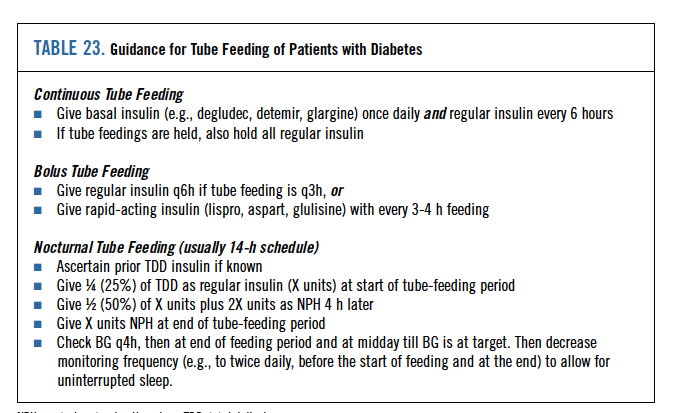 TABLE 23. Guidance for Tube Feeding of Patients with Diabetes
Continuous Tube Feeding
■ Give basal insulin (e.g., degludec, detemir, glargine) once daily and regular insulin every 6 hours
■ If tube feedings are held, also hold all regular insulin
Bolus Tube Feeding
■ Give regular insulin q6h if tube feeding is q3h, or
■ Give rapid-acting insulin (lispro, aspart, glulisine) with every 3-4 h feeding
Nocturnal Tube Feeding (usually 14-h schedule)
■ Ascertain prior TDD insulin if known
■ Give ¼ (25%) of TDD as regular insulin (X units) at start of tube-feeding period
■ Give ½ (50%) of X units plus 2X units as NPH 4 h later
■ Give X units NPH at end of tube-feeding period
■ Check BG q4h, then at end of feeding period and at midday till BG is at target. Then decrease
monitoring frequency (e.g., to twice daily, before the start of feeding and at the end) to allow for
uninterrupted sleep.